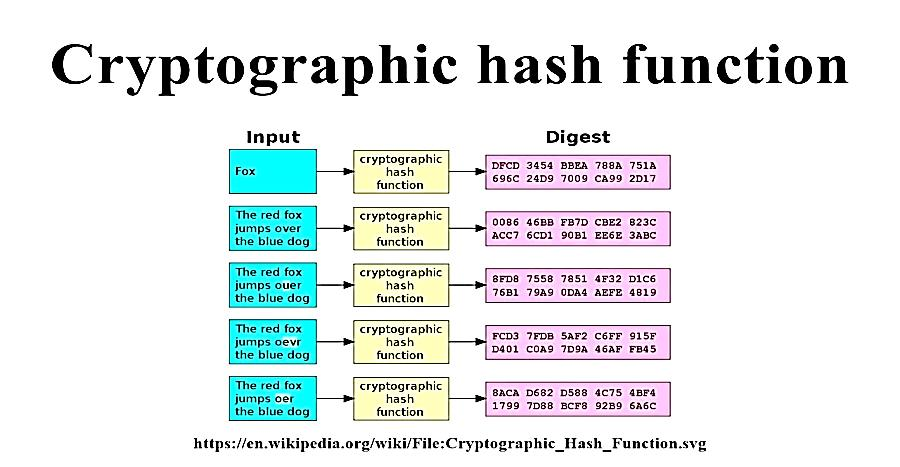 Cryptographic hash function
Input
Digest
Fox
cryptographic
hash
function
DFCD 3454 BBEA 788A 751A
696C 24D9 7009 CA99 2D17
The red fox
jumps over
the blue dog
cryptographic
hash
function
0086 46BB FB7D CBE2 823C
ACC7 6CD1 90B1 EE6E 3ABC
The red fox
jumps ouer
the blue dog
cryptographic
hash
function
8FD8 7558 7851 4F32 D1C6
76B1 79A9 0DA4 AEFE 4819
The red fox
jumps oevr
the blue dog
cryptographic
hash
function
FCD3 7FDB 5AF2 C6FF 915F
D401 C0A9 7D9A 46AF FB45
The red fox
jumps oer
the blue dog
cryptographic
hash
function
8ACA D682 D588 4C75 4BF4
1799 7D88 BCF8 92B9 6A6C
https://en.wikipedia.org/wiki/File:Cryptographic_Hash_Function.svg